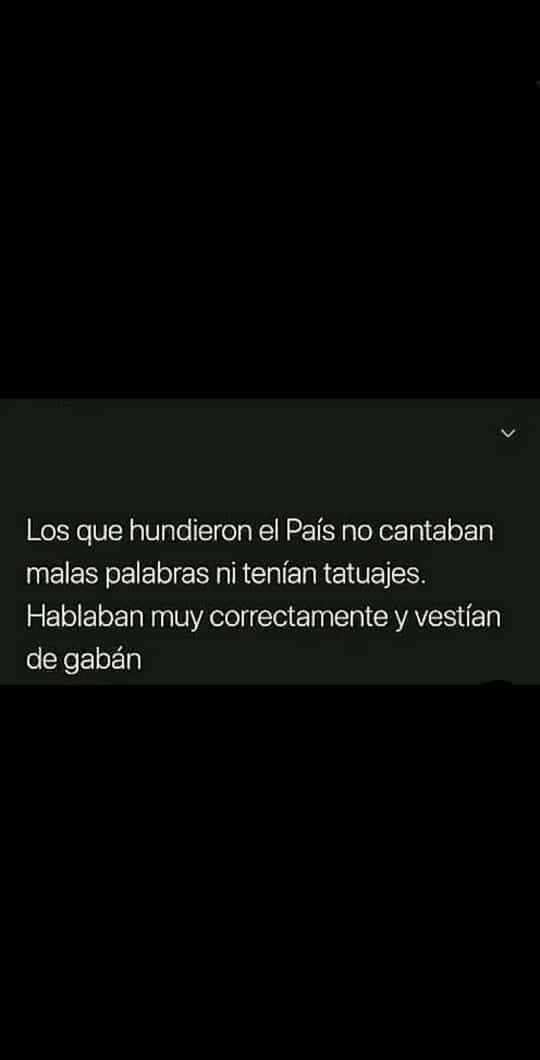 Los que hundieron el País no cantaban
malas palabras ni tenían tatuajes.
Hablaban muy correctamente y vestían
de gabán